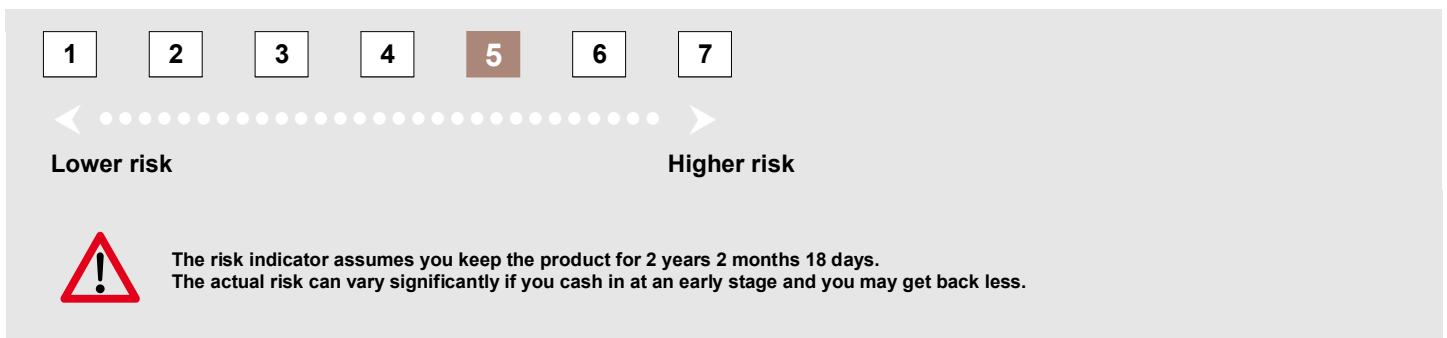 1 2 3 4 5 6 7
Lower risk Higher risk
The risk indicator assumes you keep the product for 2 years 2 months 18 days.
The actual risk can vary significantly if you cash in at an early stage and you may get back less.